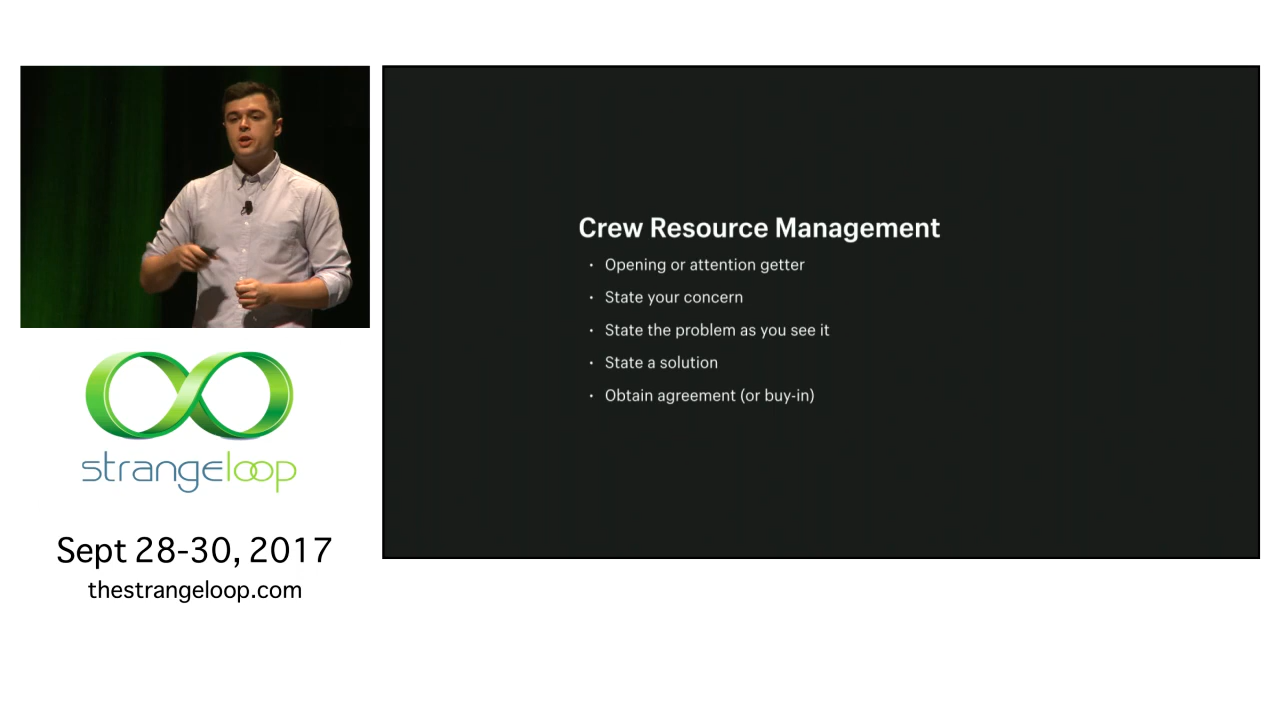 Crew Resource Management
· Opening or attention getter
· State your concern
· State the problem as you see it
· State a solution
· Obtain agreement (or buy-in)
strangeloop
Sept 28-30, 2017
thestrangeloop.com